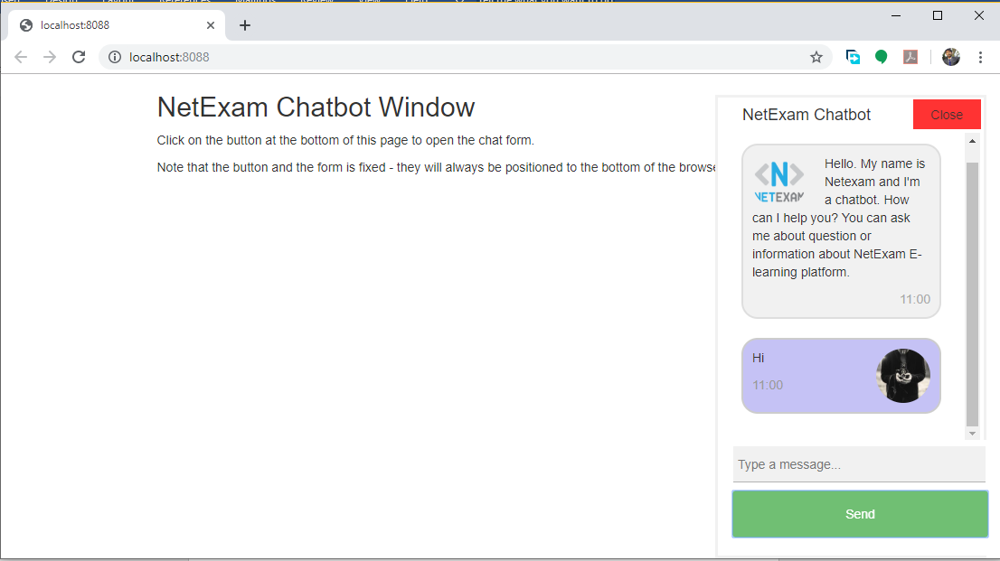 localhost:8088
localhost:8088
NetExam Chatbot Window
Click on the button at the bottom of this page to open the chat form.
Note that the button and the form is fixed - they will always be positioned to the bottom of the browse
NetExam Chatbot
Close
<N>
NETEXAM
Hello. My name is
Netexam and I'm
a chatbot. How
can I help you? You can ask
me about question or
information about NetExam E-
learning platform.
11:00
Hi
11:00
Type a message...
Send